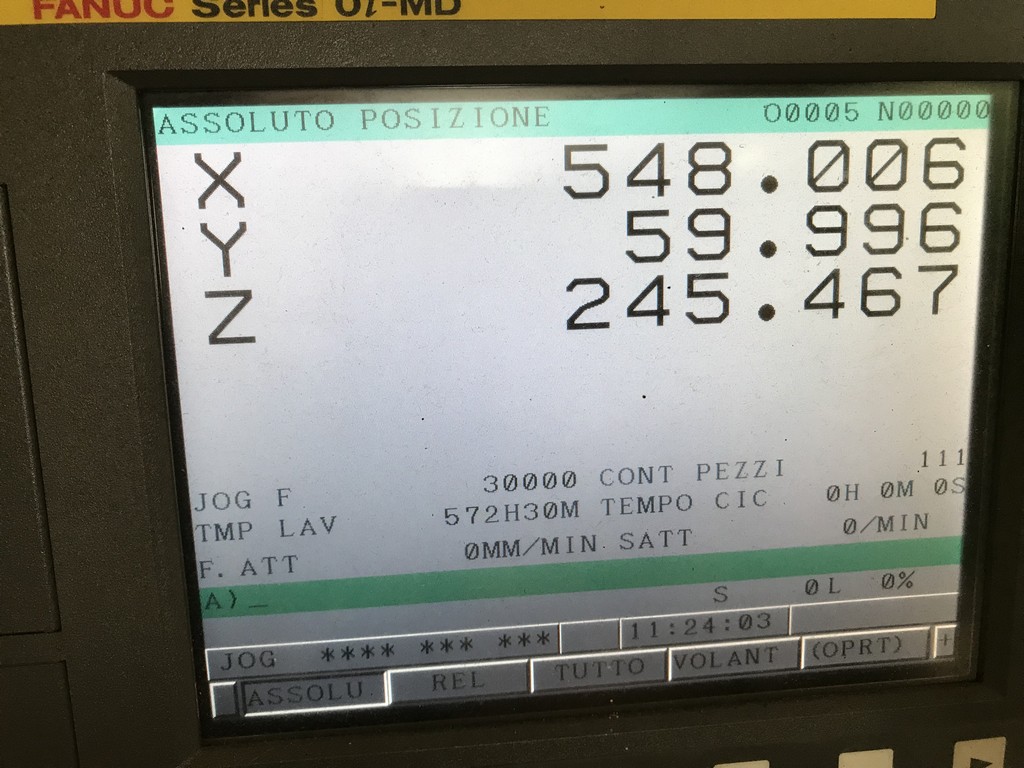 FANUC Series 0i-MD
ASSOLUTO POSIZIONE O0005 N00000
X 548.006
Y 59.996
Z 245.467
JOG F 30000 CONT PEZZI 111
TMP LAV 572H30M TEMPO CIC 0H 0M 0S
F. ATT 0MM/MIN SATT 0/MIN
A)_
S 0 L 0%
JOG **** *** *** 11:24:03
ASSOLU REL TUTTO VOLANT (OPRT) +